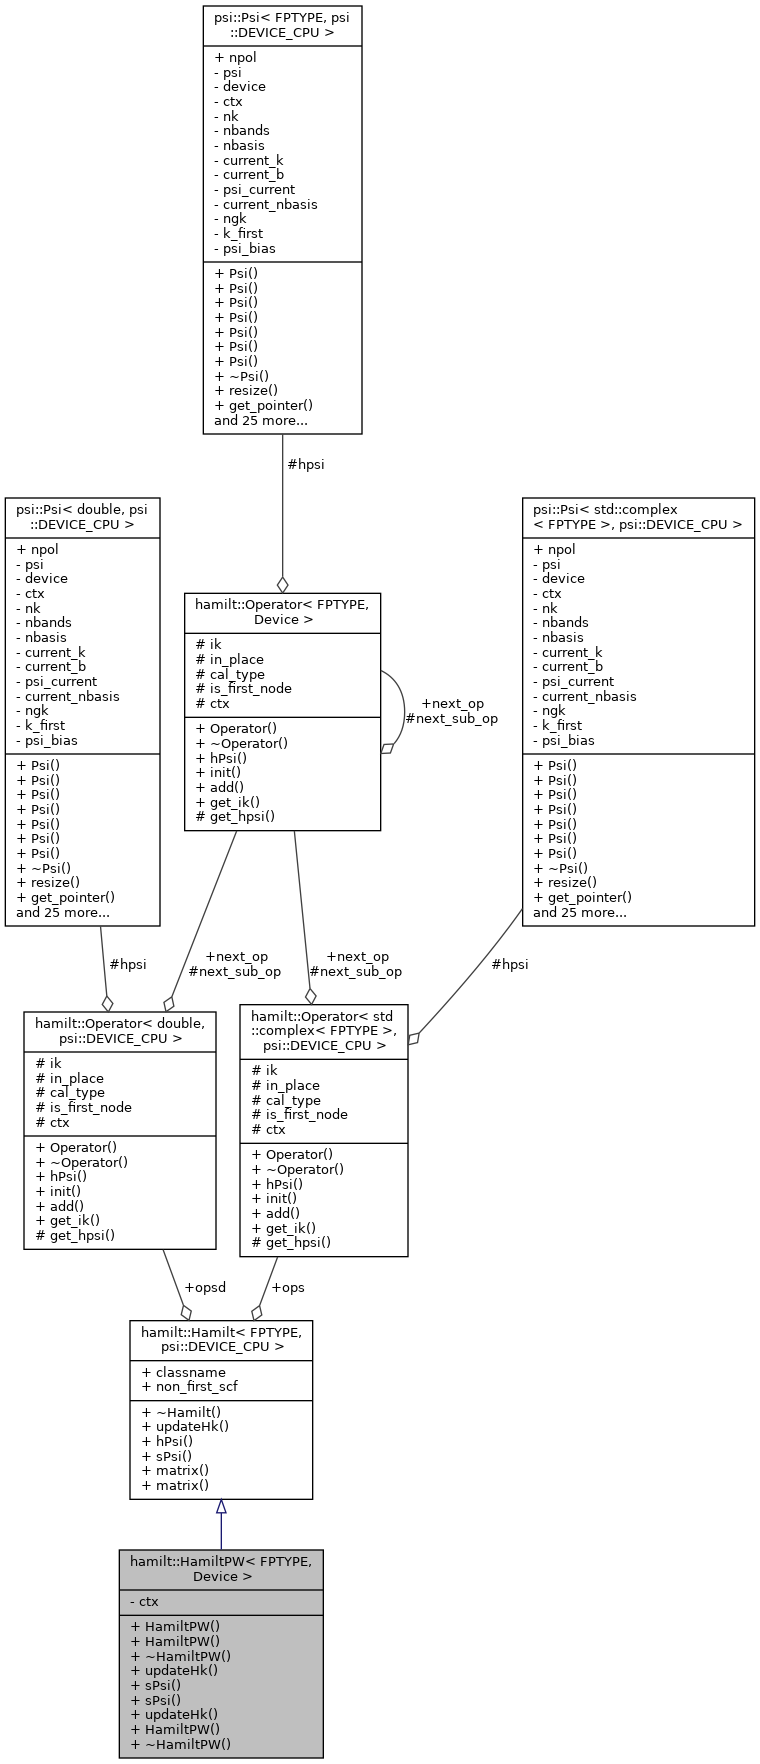 psi::Psi< FPTYPE, psi
::DEVICE_CPU >
+ npol
- psi
- device
- ctx
- nk
- nbands
- nbasis
- current_k
- current_b
- psi_current
- current_nbasis
- ngk
- k_first
- psi_bias
+ Psi()
+ Psi()
+ Psi()
+ Psi()
+ Psi()
+ Psi()
+ Psi()
+ ~Psi()
+ resize()
+ get_pointer()
and 25 more...
#hpsi
psi::Psi< double, psi
::DEVICE_CPU >
+ npol
- psi
- device
- ctx
- nk
- nbands
- nbasis
- current_k
- current_b
- psi_current
- current_nbasis
- ngk
- k_first
- psi_bias
+ Psi()
+ Psi()
+ Psi()
+ Psi()
+ Psi()
+ Psi()
+ Psi()
+ ~Psi()
+ resize()
+ get_pointer()
and 25 more...
#hpsi
hamilt::Operator< FPTYPE,
Device >
# ik
# in_place
# cal_type
# is_first_node
# ctx
+ Operator()
+ ~Operator()
+ hPsi()
+ init()
+ add()
+ get_ik()
# get_hpsi()
+next_op
#next_sub_op
psi::Psi< std::complex
< FPTYPE >, psi::DEVICE_CPU >
+ npol
- psi
- device
- ctx
- nk
- nbands
- nbasis
- current_k
- current_b
- psi_current
- current_nbasis
- ngk
- k_first
- psi_bias
+ Psi()
+ Psi()
+ Psi()
+ Psi()
+ Psi()
+ Psi()
+ Psi()
+ ~Psi()
+ resize()
+ get_pointer()
and 25 more...
#hpsi
+next_op
#next_sub_op
+next_op
#next_sub_op
hamilt::Operator< double,
psi::DEVICE_CPU >
# ik
# in_place
# cal_type
# is_first_node
# ctx
+ Operator()
+ ~Operator()
+ hPsi()
+ init()
+ add()
+ get_ik()
# get_hpsi()
+opsd
hamilt::Operator< std
::complex< FPTYPE >,
psi::DEVICE_CPU >
# ik
# in_place
# cal_type
# is_first_node
# ctx
+ Operator()
+ ~Operator()
+ hPsi()
+ init()
+ add()
+ get_ik()
# get_hpsi()
+ops
hamilt::Hamilt< FPTYPE,
psi::DEVICE_CPU >
+ classname
+ non_first_scf
+ ~Hamilt()
+ updateHk()
+ hPsi()
+ sPsi()
+ matrix()
+ matrix()
hamilt::HamiltPW< FPTYPE,
Device >
- ctx
+ HamiltPW()
+ HamiltPW()
+ ~HamiltPW()
+ updateHk()
+ sPsi()
+ sPsi()
+ updateHk()
+ HamiltPW()
+ ~HamiltPW()